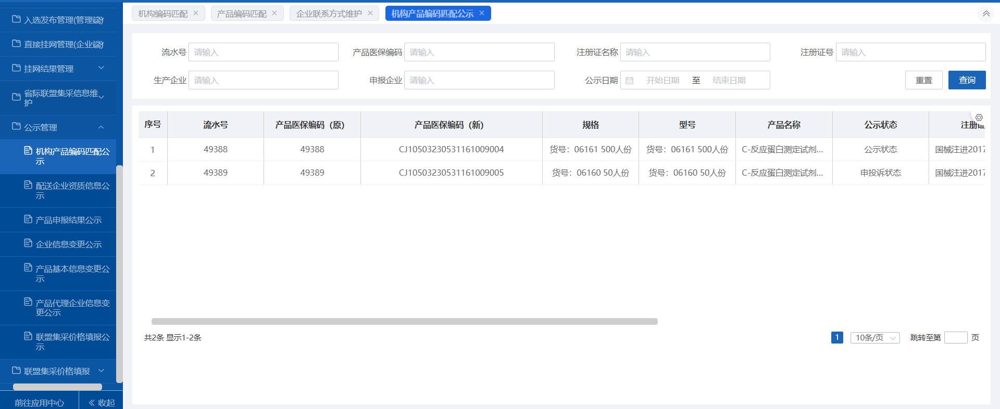 入选发布管理(管理端)
直接挂网管理(企业端)
挂网结果管理
省际联盟集采信息维
护
公示管理
机构产品编码匹配公
示
配送企业资质信息公
示
产品申报结果公示
企业信息变更公示
产品基本信息变更公
示
产品代理企业信息变
更公示
联盟集采价格填报公
示
联盟集采价格填报
前往应用中心 收起
机构编码匹配 产品编码匹配 企业联系方式维护 机构产品编码匹配公示
流水号 请输入 产品医保编码 请输入 注册证名称 请输入 注册证号 请输入
生产企业 请输入 申报企业 请输入 公示日期 开始日期 至 结束日期 重置 查询
序号 流水号 产品医保编码（原） 产品医保编码（新） 规格 型号 产品名称 公示状态 注册证
1 49388 49388 CJ10503230531161009004 货号：06161 500人份 货号：06161 500人份 C-反应蛋白测定试剂... 公示状态 国械注进2017
2 49389 49389 CJ10503230531161009005 货号：06160 50人份 货号：06160 50人份 C-反应蛋白测定试剂... 申投诉状态 国械注进2017
共2条 显示1-2条 1 10条/页 跳转至第 页